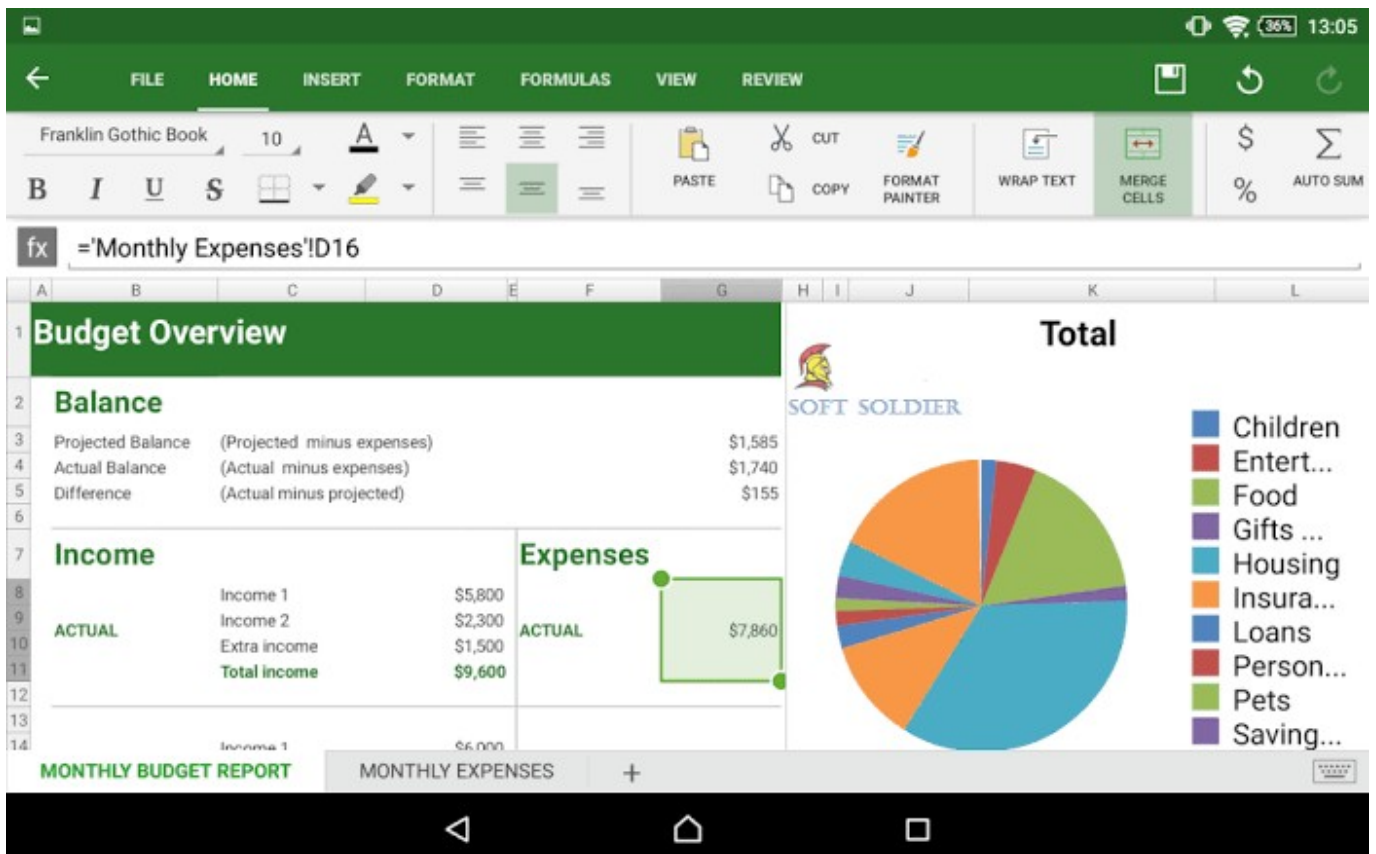 36% 13:05
FILE HOME INSERT FORMAT FORMULAS VIEW REVIEW
Franklin Gothic Book 10 A
CUT
B I U S
PASTE
COPY
FORMAT
PAINTER
WRAP TEXT
MERGE
CELLS
$
%
Σ
AUTO SUM
fx ='Monthly Expenses'!D16
A B C D E F G H I J K L
1 Budget Overview
2 Balance
3 Projected Balance (Projected minus expenses) $1,585
4 Actual Balance (Actual minus expenses) $1,740
5 Difference (Actual minus projected) $155
6
7 Income Expenses
8 Income 1 $5,800
9 Income 2 $2,300
ACTUAL ACTUAL $7,860
10 Extra income $1,500
11 Total income $9,600
12
13
14 Income 1 $6,000
Total
SOFT SOLDIER
Children
Entert...
Food
Gifts ...
Housing
Insura...
Loans
Person...
Pets
Saving...
MONTHLY BUDGET REPORT MONTHLY EXPENSES +